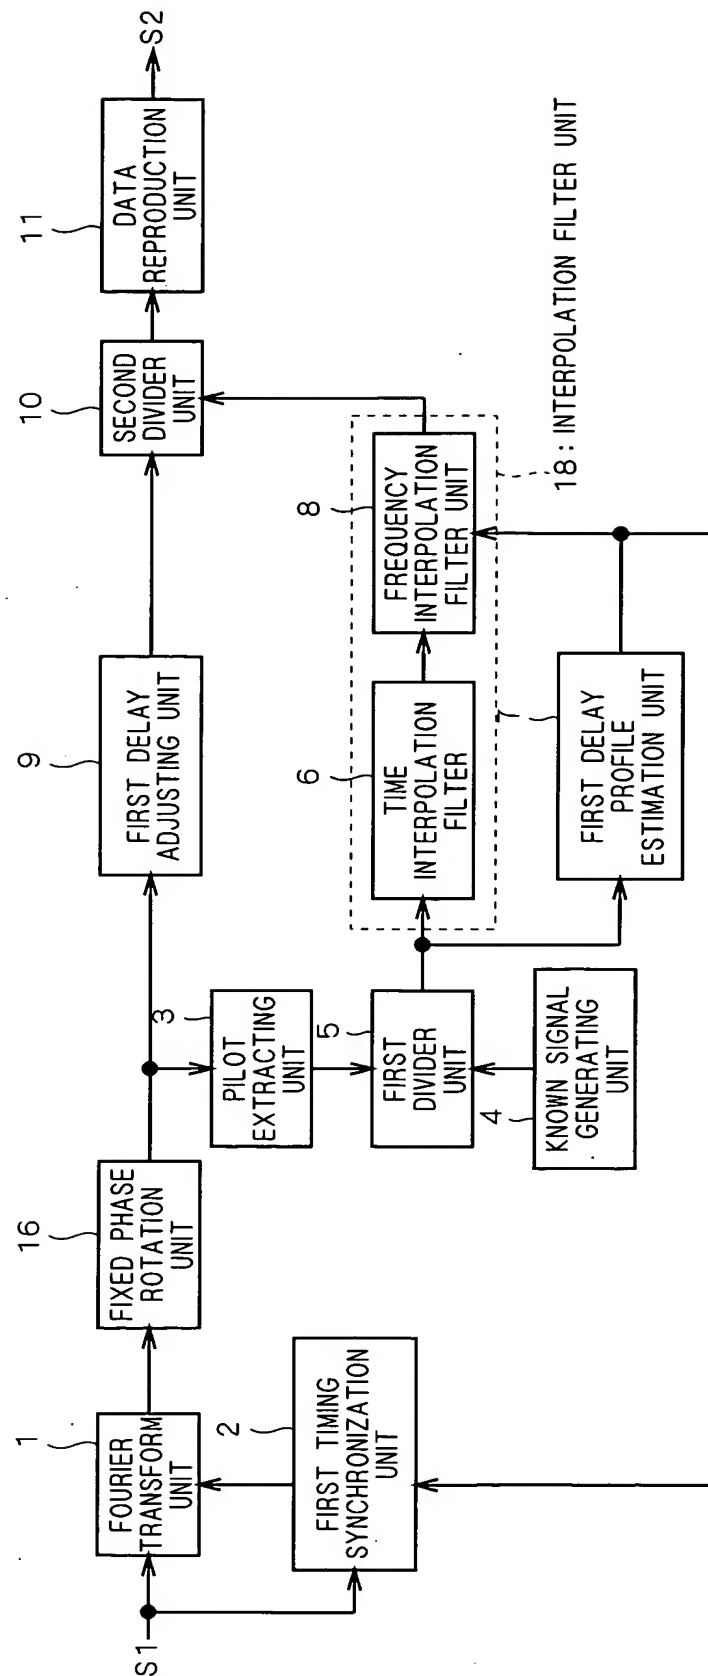 S1
1
FOURIER
TRANSFORM
UNIT
2
FIRST TIMING
SYNCHRONIZATION
UNIT
16
FIXED PHASE
ROTATION
UNIT
3
PILOT
EXTRACTING
UNIT
5
FIRST
DIVIDER
UNIT
4
KNOWN SIGNAL
GENERATING
UNIT
9
FIRST DELAY
ADJUSTING UNIT
6
TIME
INTERPOLATION
FILTER
FIRST DELAY
PROFILE
ESTIMATION UNIT
8
FREQUENCY
INTERPOLATION
FILTER UNIT
18: INTERPOLATION FILTER UNIT
10
SECOND
DIVIDER
UNIT
11
DATA
REPRODUCTION
UNIT
S2